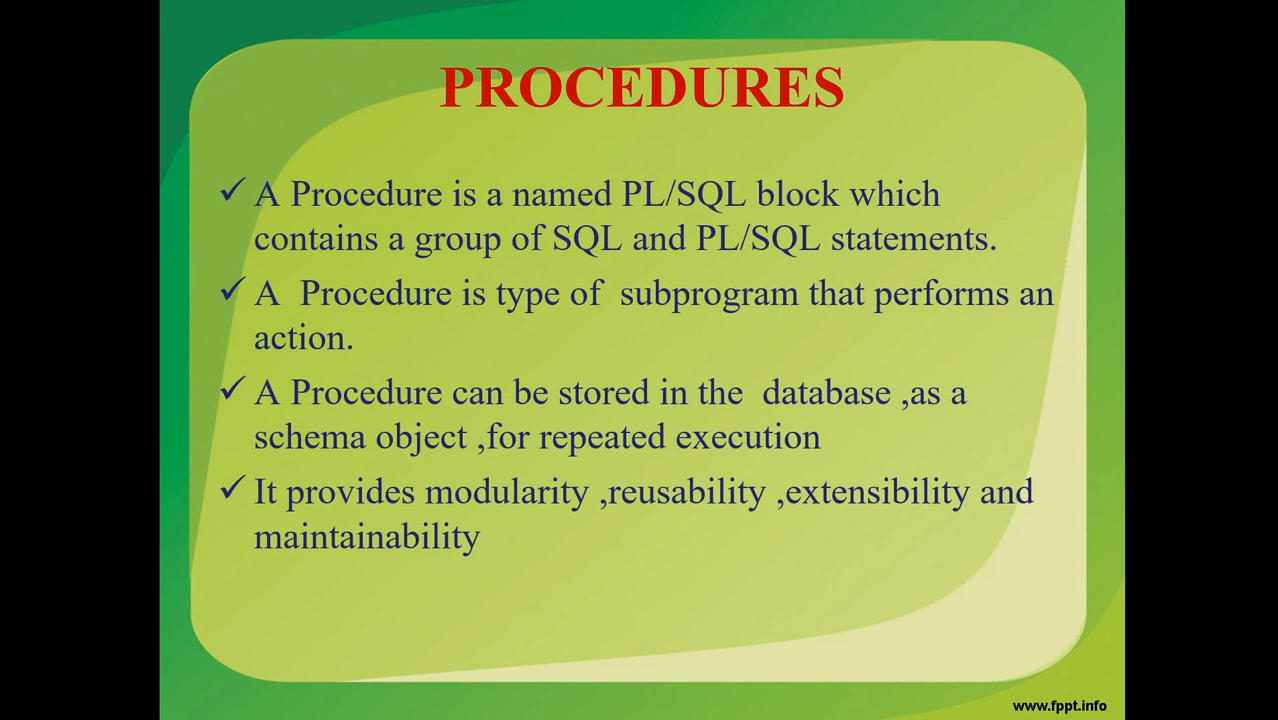 PROCEDURES
✓ A Procedure is a named PL/SQL block which
contains a group of SQL and PL/SQL statements.
✓ A  Procedure is type of  subprogram that performs an
action.
✓ A Procedure can be stored in the  database ,as a
schema object ,for repeated execution
✓ It provides modularity ,reusability ,extensibility and
maintainability
www.fppt.info